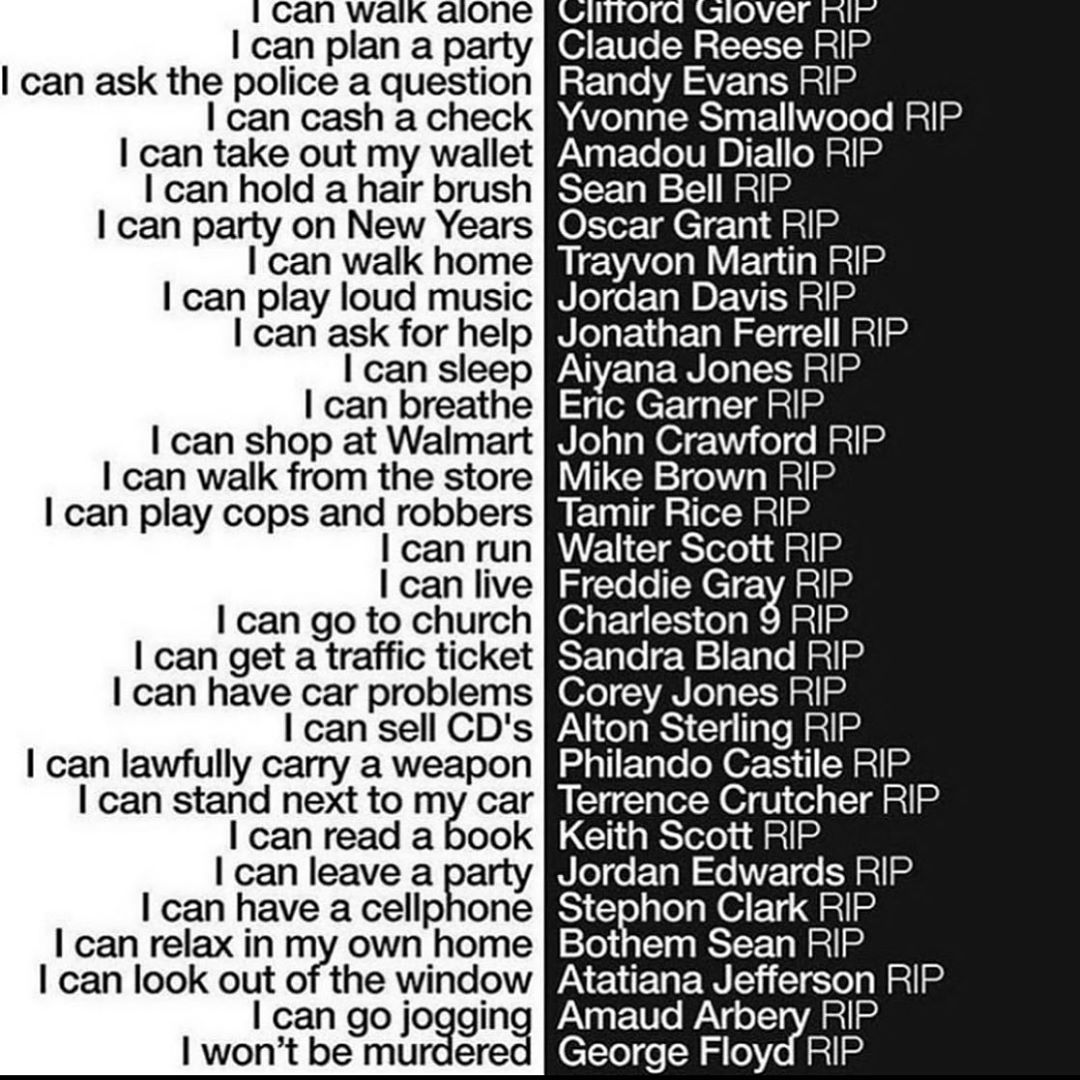 I can walk alone Clifford Glover RIP
I can plan a party Claude Reese RIP
I can ask the police a question Randy Evans RIP
I can cash a check Yvonne Smallwood RIP
I can take out my wallet Amadou Diallo RIP
I can hold a hair brush Sean Bell RIP
I can party on New Years Oscar Grant RIP
I can walk home Trayvon Martin RIP
I can play loud music Jordan Davis RIP
I can ask for help Jonathan Ferrell RIP
I can sleep Aiyana Jones RIP
I can breathe Eric Garner RIP
I can shop at Walmart John Crawford RIP
I can walk from the store Mike Brown RIP
I can play cops and robbers Tamir Rice RIP
I can run Walter Scott RIP
I can live Freddie Gray RIP
I can go to church Charleston 9 RIP
I can get a traffic ticket Sandra Bland RIP
I can have car problems Corey Jones RIP
I can sell CD's Alton Sterling RIP
I can lawfully carry a weapon Philando Castile RIP
I can stand next to my car Terrence Crutcher RIP
I can read a book Keith Scott RIP
I can leave a party Jordan Edwards RIP
I can have a cellphone Stephon Clark RIP
I can relax in my own home Bothem Sean RIP
I can look out of the window Atatiana Jefferson RIP
I can go jogging Amaud Arbery RIP
I won't be murdered George Floyd RIP